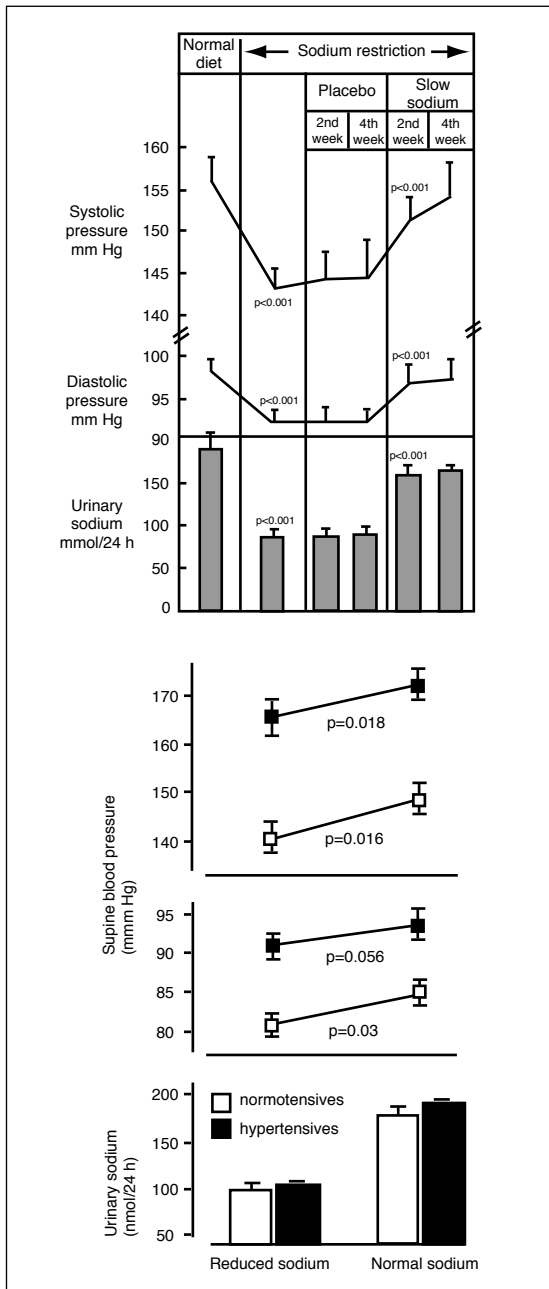 Normal diet
Sodium restriction
Placebo
Slow sodium
2nd week
4th week
2nd week
4th week
160
155
150
145
140
Systolic pressure mm Hg
p<0.001
p<0.001
100
95
90
Diastolic pressure mm Hg
p<0.001
p<0.001
150
100
50
0
Urinary sodium mmol/24 h
p<0.001
p<0.001
Supine blood pressure
(mmm Hg)
170
160
150
140
p=0.018
p=0.016
95
90
85
80
p=0.056
p=0.03
Urinary sodium
(nmol/24 h)
200
150
100
50
normotensives
hypertensives
Reduced sodium
Normal sodium